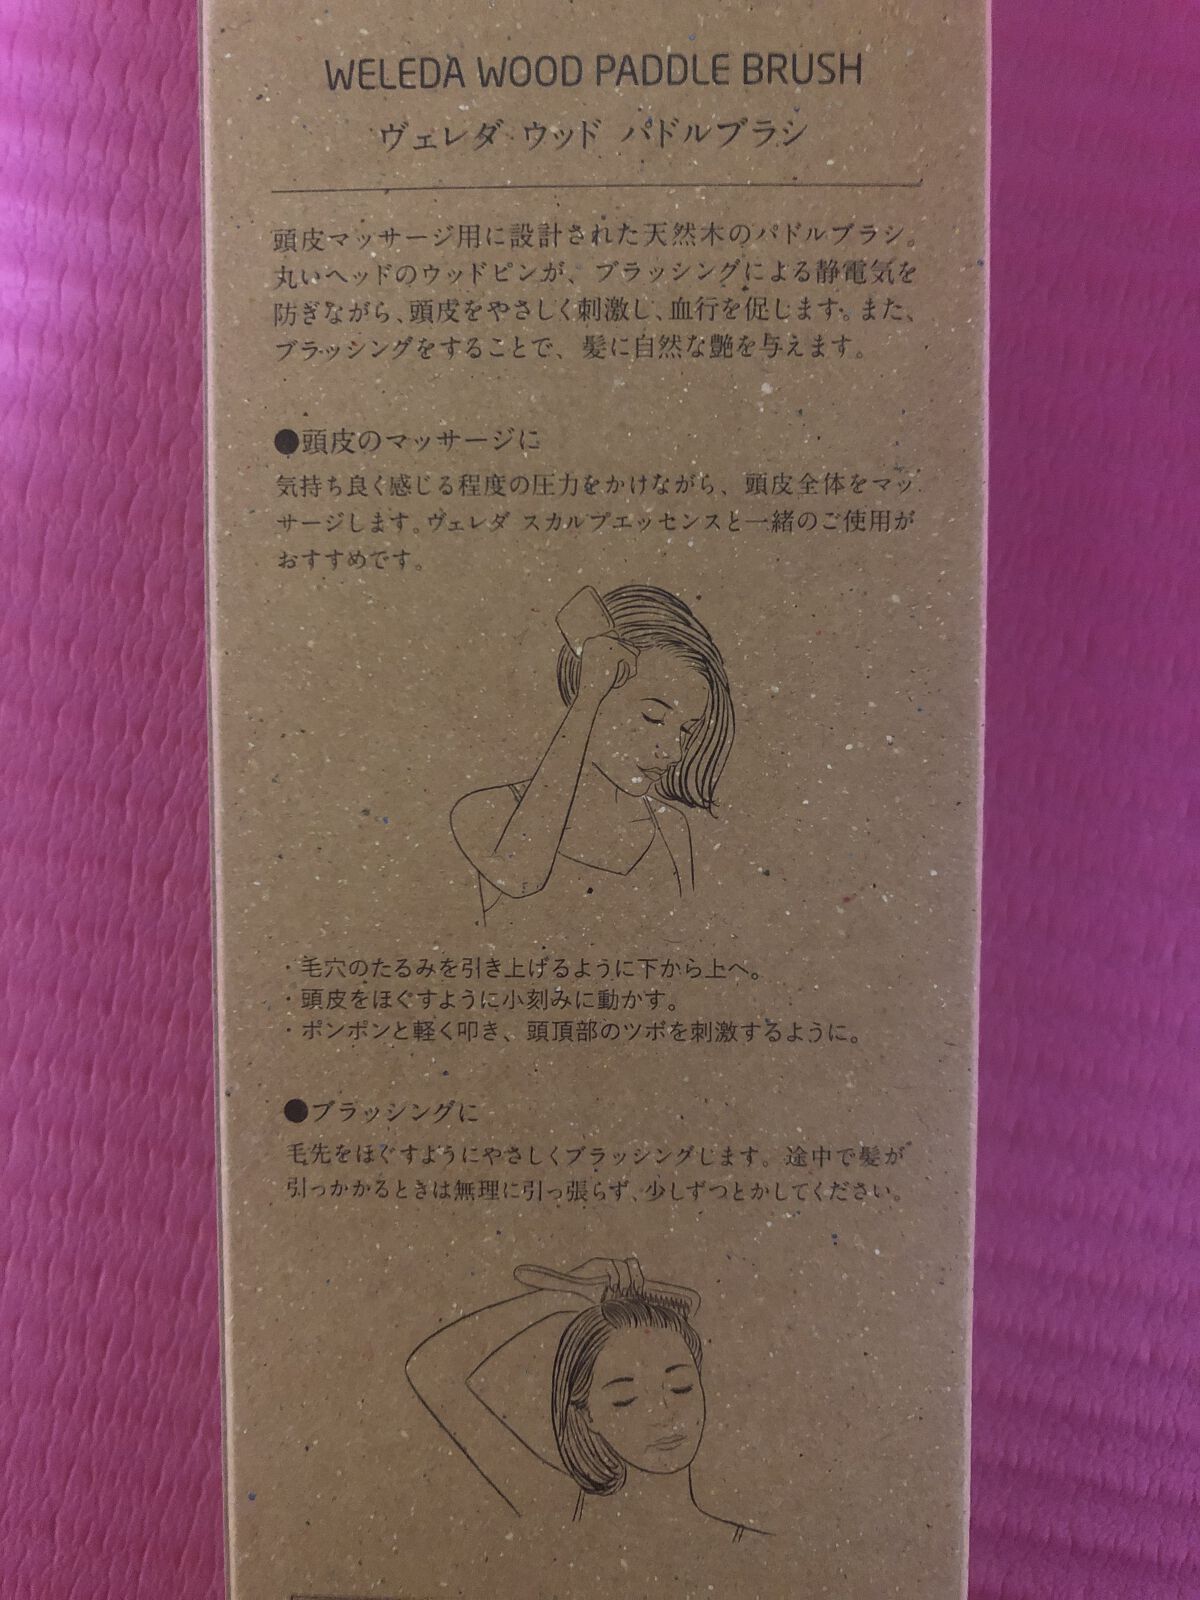 WELEDA WOOD PADDLE BRUSH
ヴェレダ ウッド パドルブラシ
頭皮マッサージ用に設計された天然木のパドルブラシ。
丸いヘッドのウッドピンが、ブラッシングによる静電気を
防ぎながら、頭皮をやさしく刺激し、血行を促します。また、
ブラッシングをすることで、髪に自然な艶を与えます。
●頭皮のマッサージに
気持ち良く感じる程度の圧力をかけながら、頭皮全体をマッ
サージします。ヴェレダ スカルプエッセンスと一緒のご使用が
おすすめです。
・毛穴のたるみを引き上げるように下から上へ。
・頭皮をほぐすように小刻みに動かす。
・ポンポンと軽く叩き、頭頂部のツボを刺激するように。
●ブラッシングに
毛先をほぐすようにやさしくブラッシングします。途中で髪が
引っかかるときは無理に引っ張らず、少しずつとかしてください。